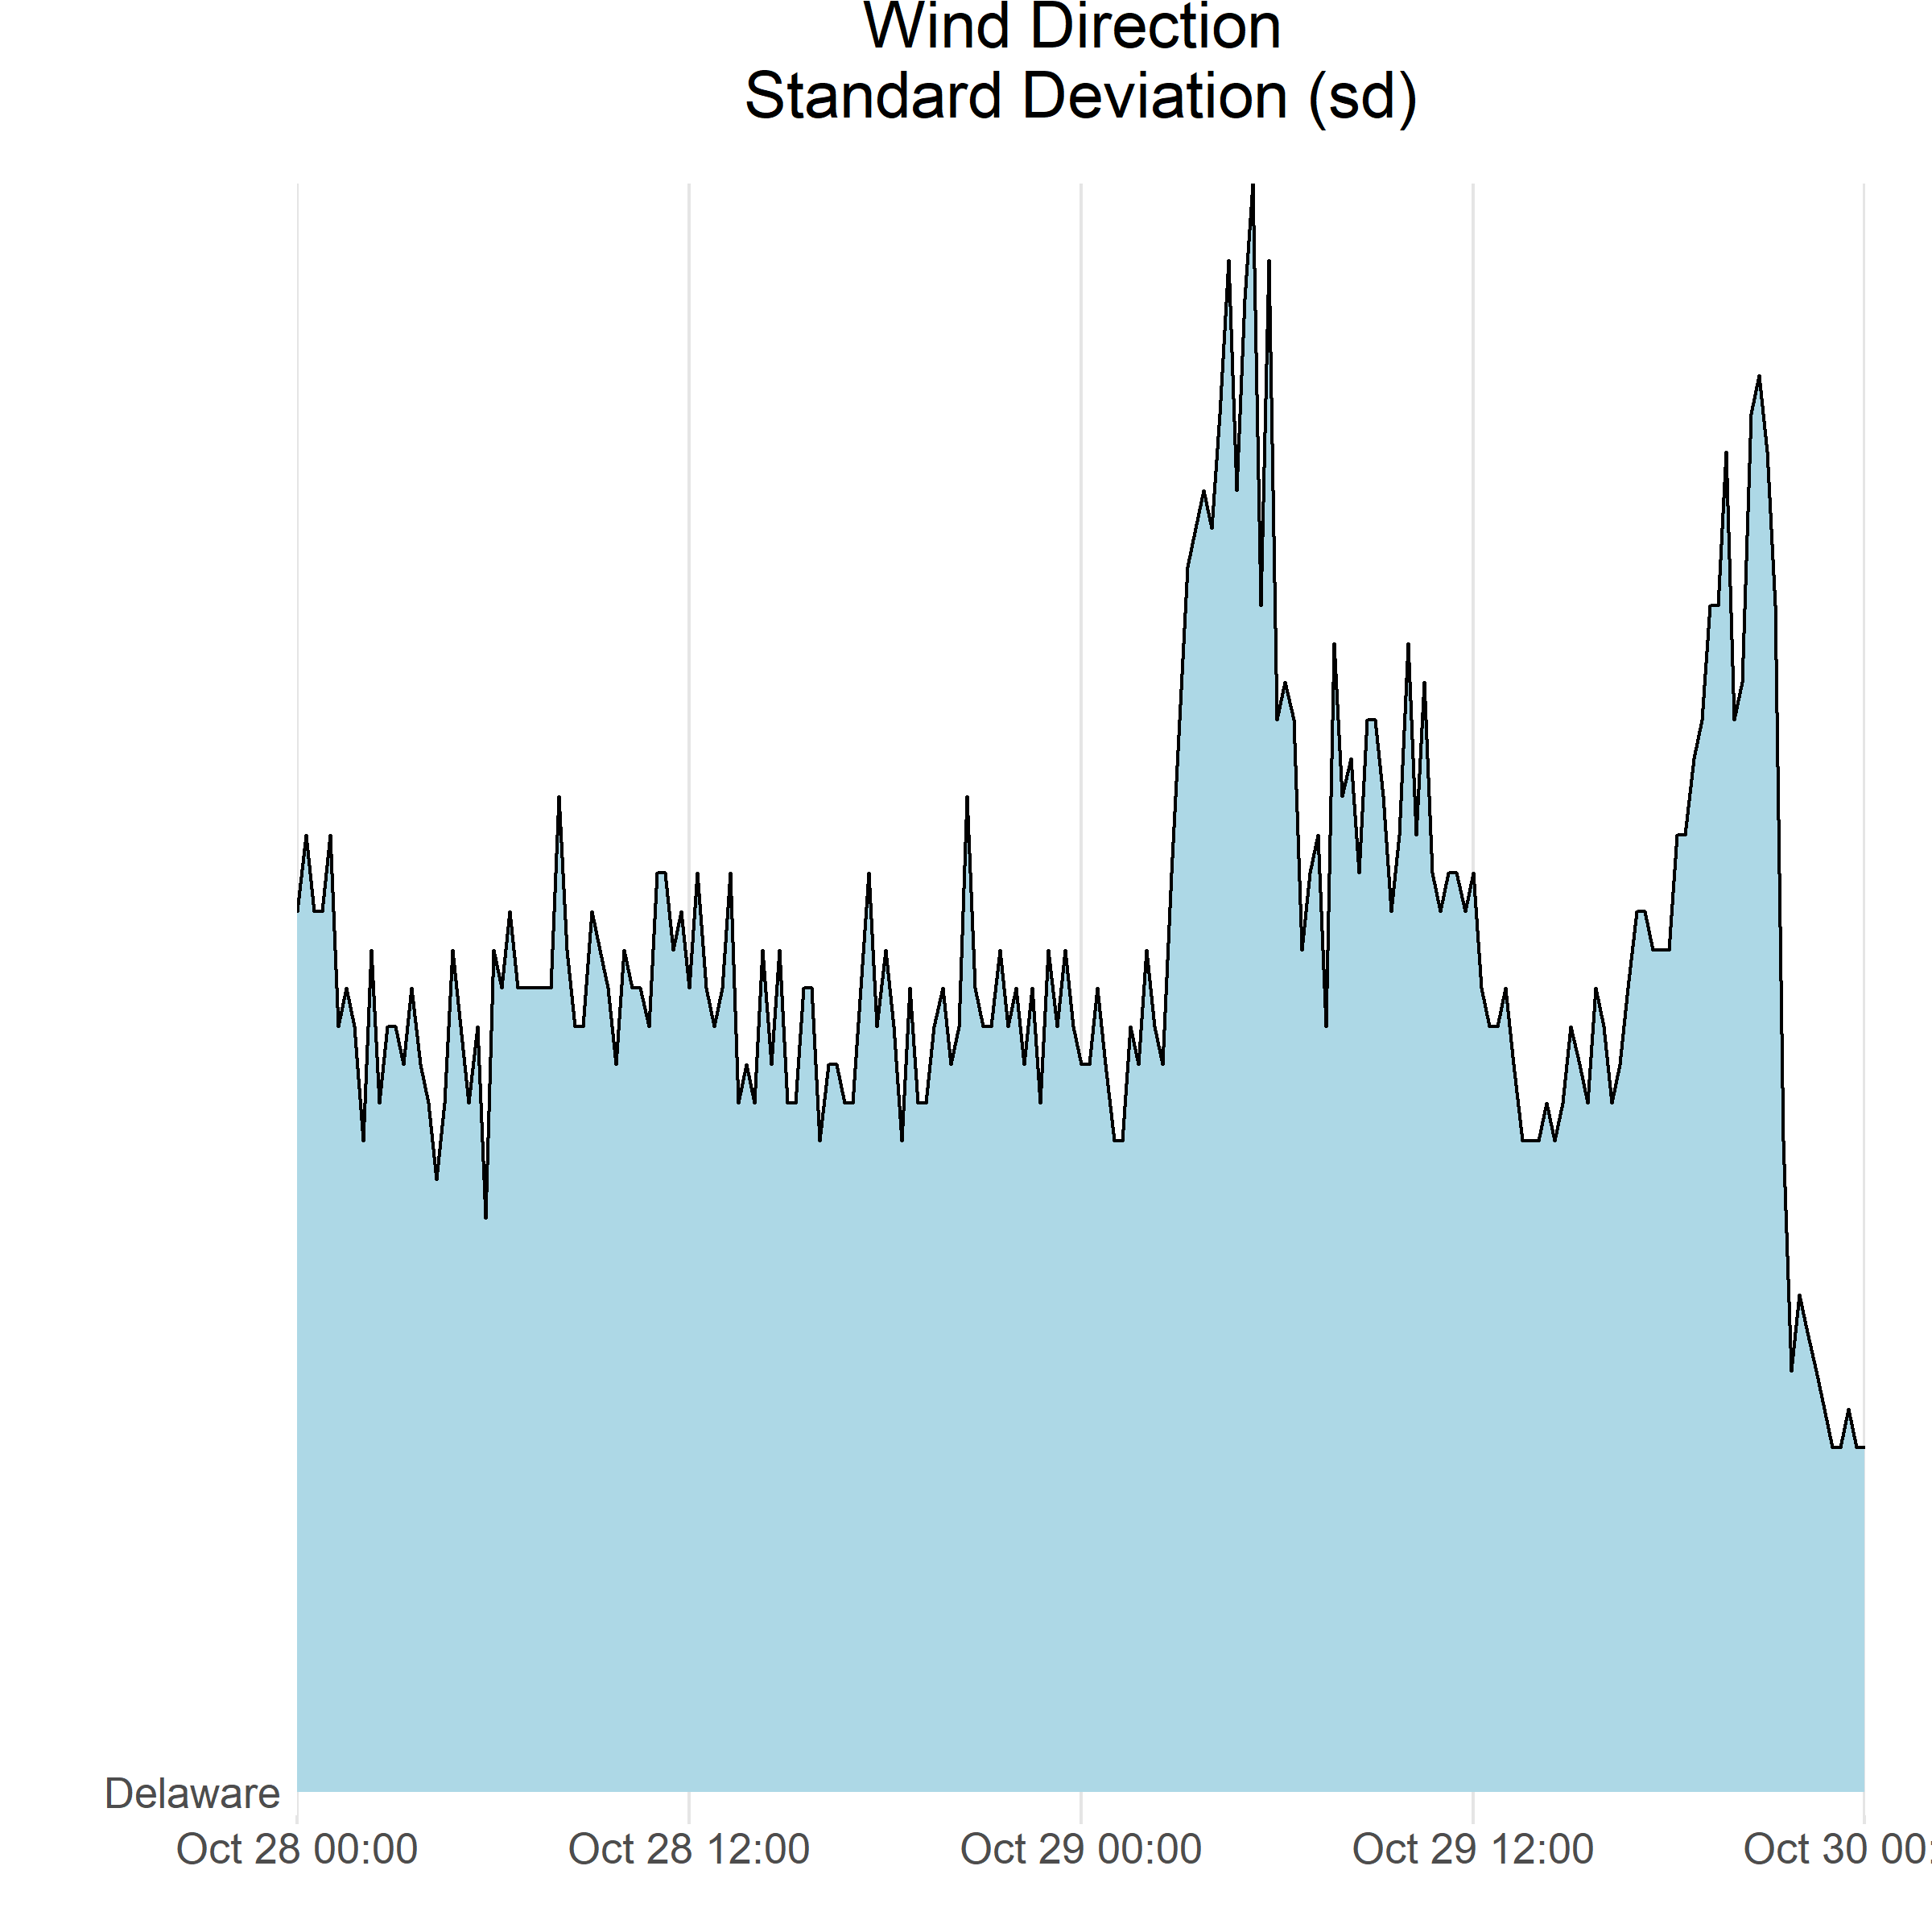 Wind Direction
Standard Deviation (sd)
Delaware
Oct 28 00:00 Oct 28 12:00 Oct 29 00:00 Oct 29 12:00 Oct 30 00: